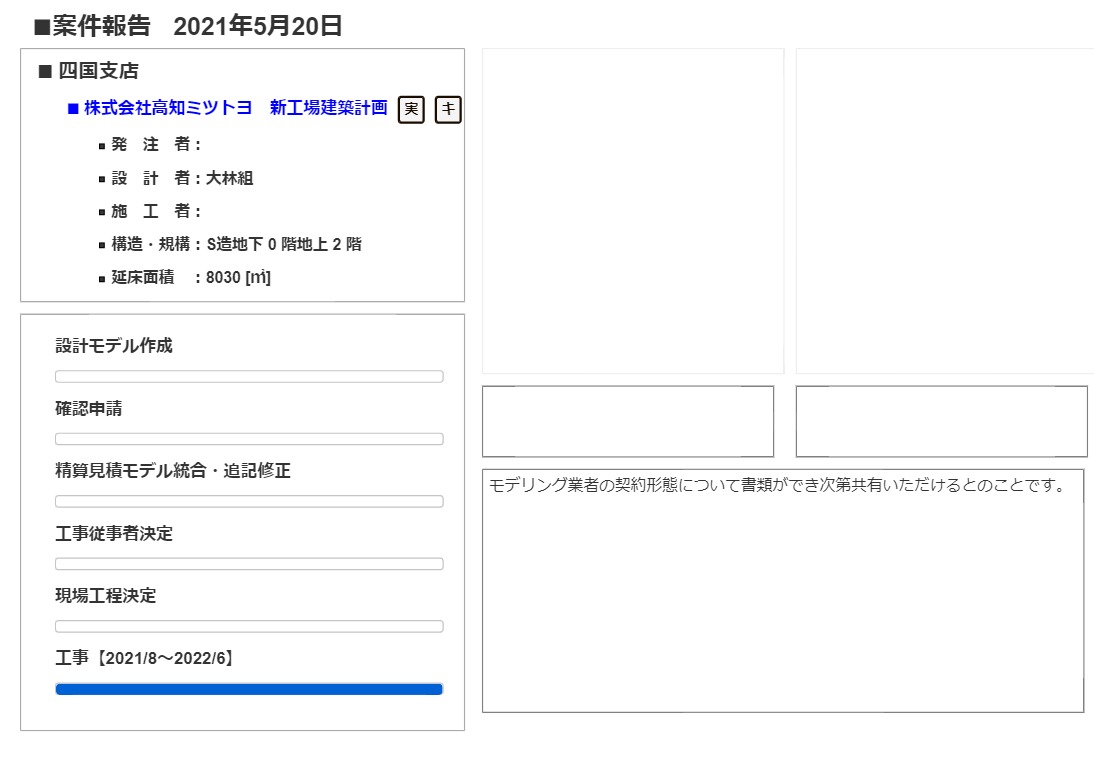 ■案件報告　2021年5月20日
■ 四国支店
■ 株式会社高知ミツトヨ　新工場建築計画 実 キ
▪ 発　注　者：
▪ 設　計　者：大林組
▪ 施　工　者：
▪ 構造・規構：S造地下 0 階地上 2 階
▪ 延床面積　：8030 [㎡]
設計モデル作成
確認申請
精算見積モデル統合・追記修正
工事従事者決定
現場工程決定
工事【2021/8～2022/6】
モデリング業者の契約形態について書類ができ次第共有いただけるとのことです。